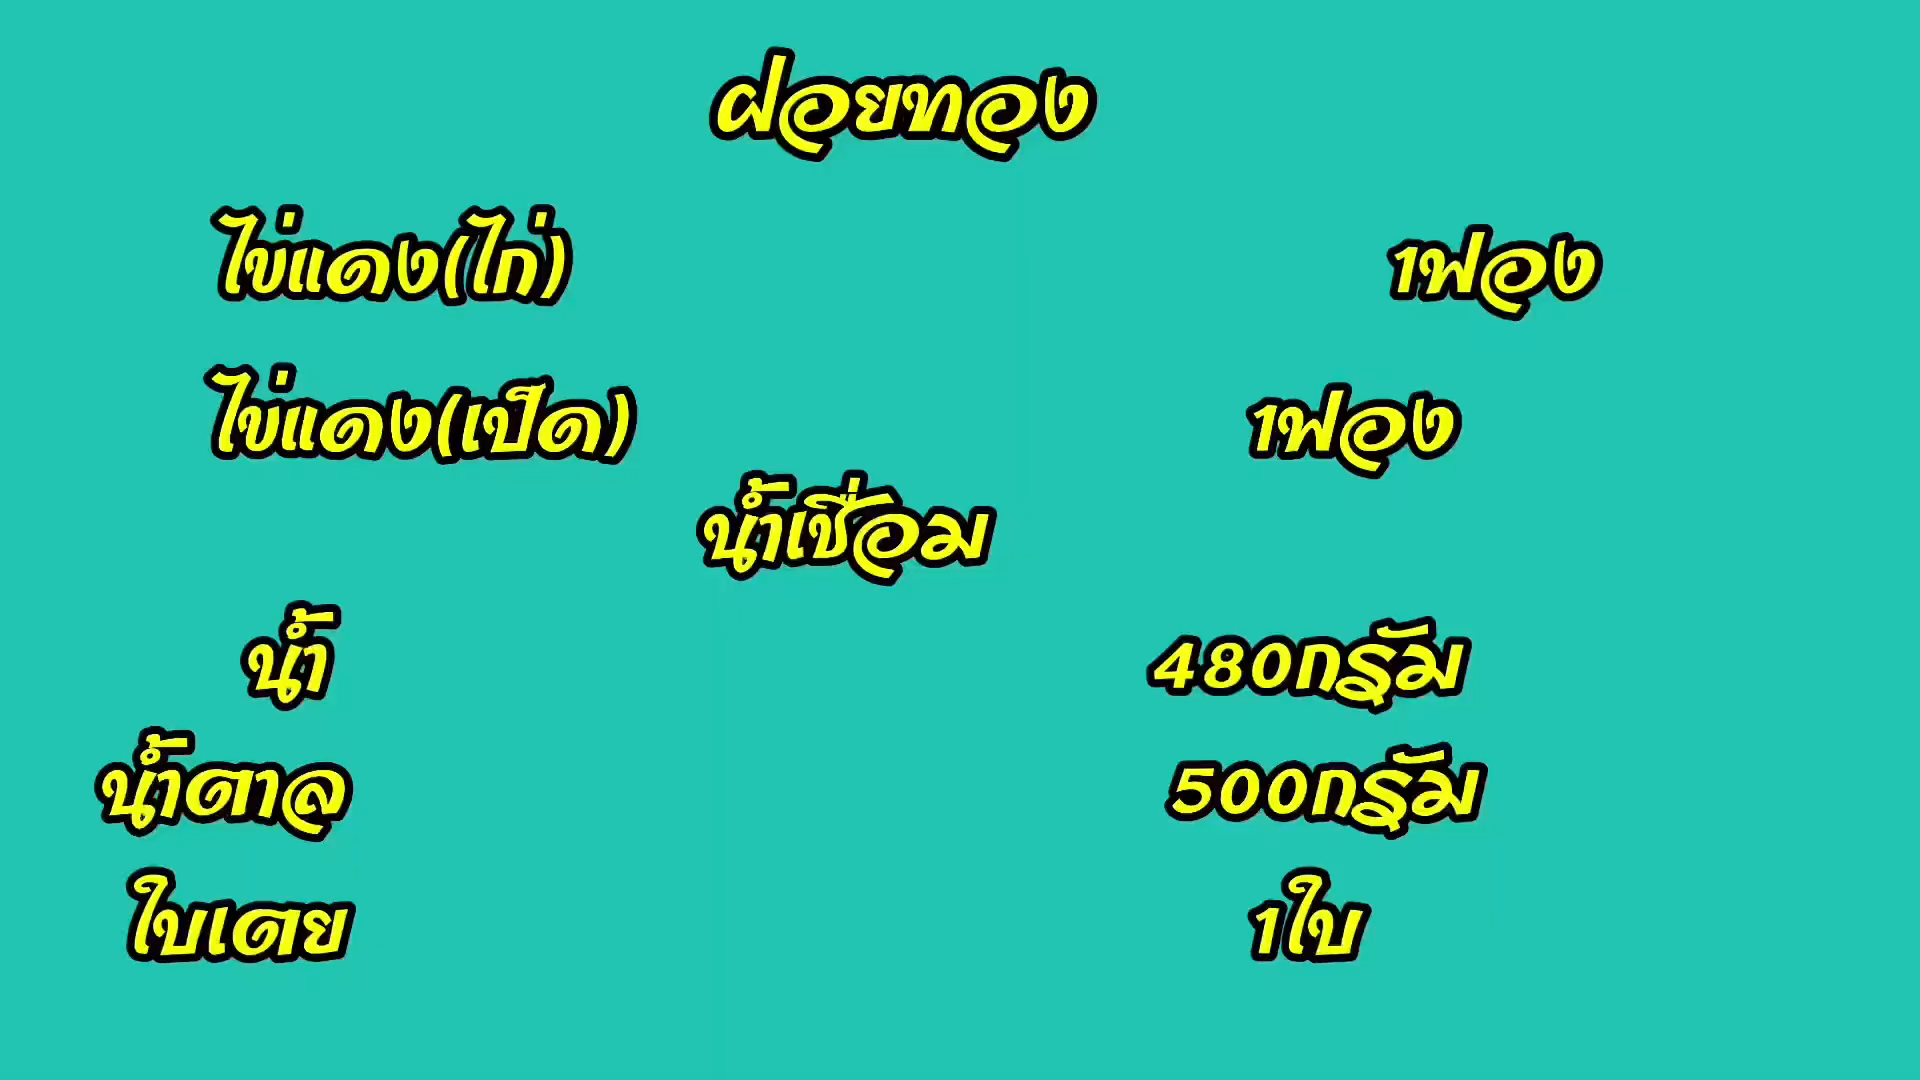 ฝอยทอง
ไข่แดง(ไก่) 1ฟอง
ไข่แดง(เป็ด) 1ฟอง
น้ำเชื่อม
น้ำ 480กรัม
น้ำตาล 500กรัม
ใบเตย 1ใบ